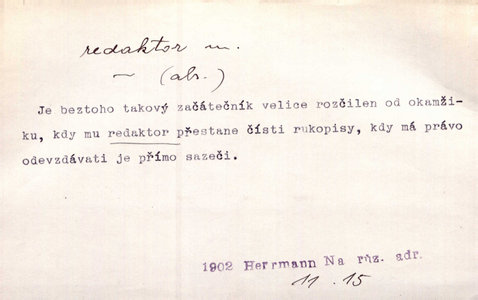 redaktor m.
~ (abs.)
Je beztoho takový začátečník velice rozčilen od okamži-
ku, kdy mu redaktor přestane čísti rukopisy, kdy má právo
odevzdávati je přímo sazeči.
1902 Herrmann Na růz. adr.
11 15